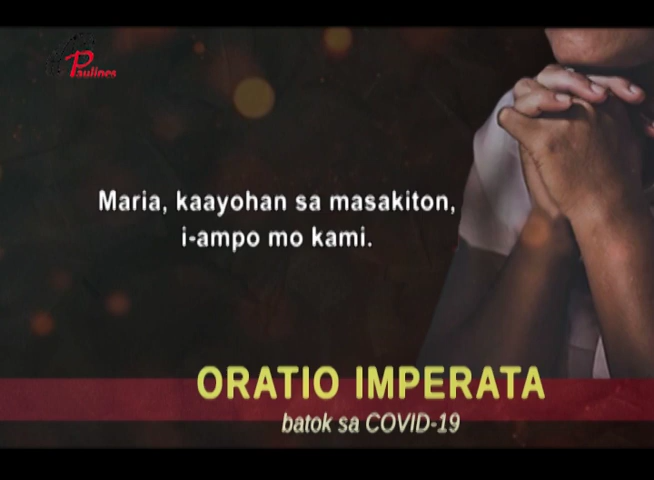 Paulines
Maria, kaayohan sa masakiton,
i-ampo mo kami.
ORATIO IMPERATA
batok sa COVID-19